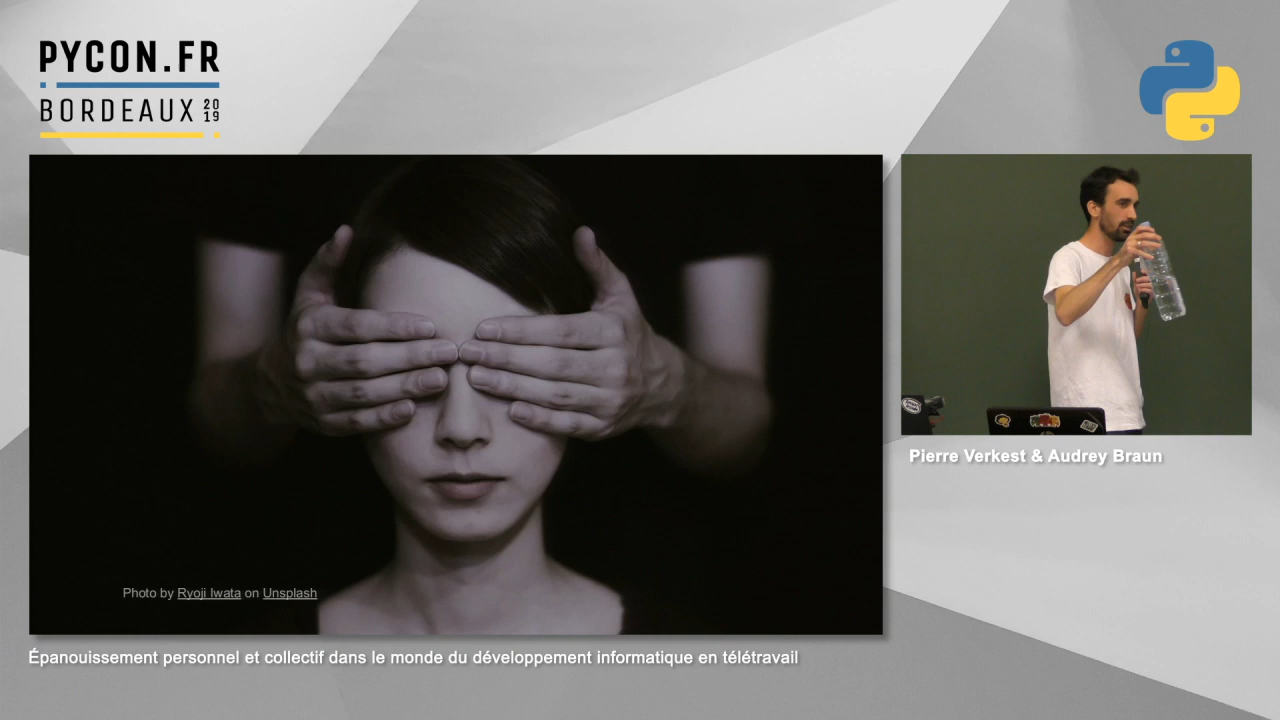 PYCON.FR
BORDEAUX 2019
Photo by Ryoji Iwata on Unsplash
Pierre Verkest & Audrey Braun
Épanouissement personnel et collectif dans le monde du développement informatique en télétravail